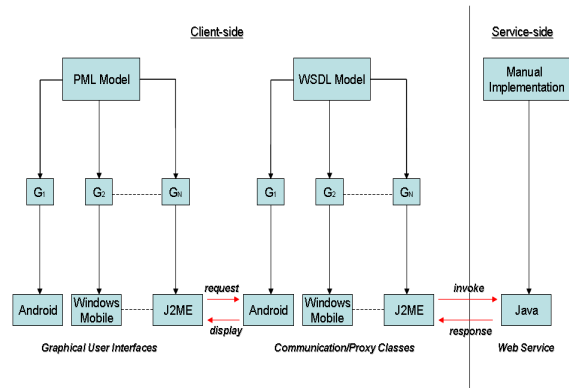 Client-side
Service-side
PML Model
WSDL Model
Manual
Implementation
G1
G2
GN
G1
G2
GN
request
invoke
Android
Windows
Mobile
J2ME
Android
Windows
Mobile
J2ME
Java
display
response
Graphical User Interfaces
Communication/Proxy Classes
Web Service